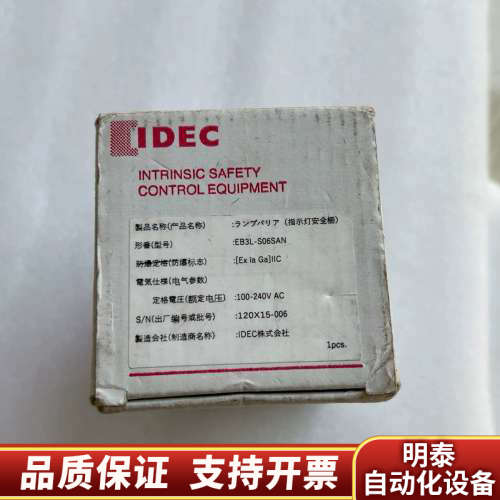 IDEC
INTRINSIC SAFETY
CONTROL EQUIPMENT
製品名称(产品名称) :ランプバリア (指示灯安全栅)
形番(型号) :EB3L-S06SAN
防爆定格(防爆标志) :[Ex ia Ga]IIC
電気仕様(电气参数)
定格電圧(额定电压) :100-240V AC
S/N(出厂编号或批号) :120X15-006
製造会社(制造商名称) :IDEC株式会社
1pcs.
品质保证 支持开票
明泰
自动化设备